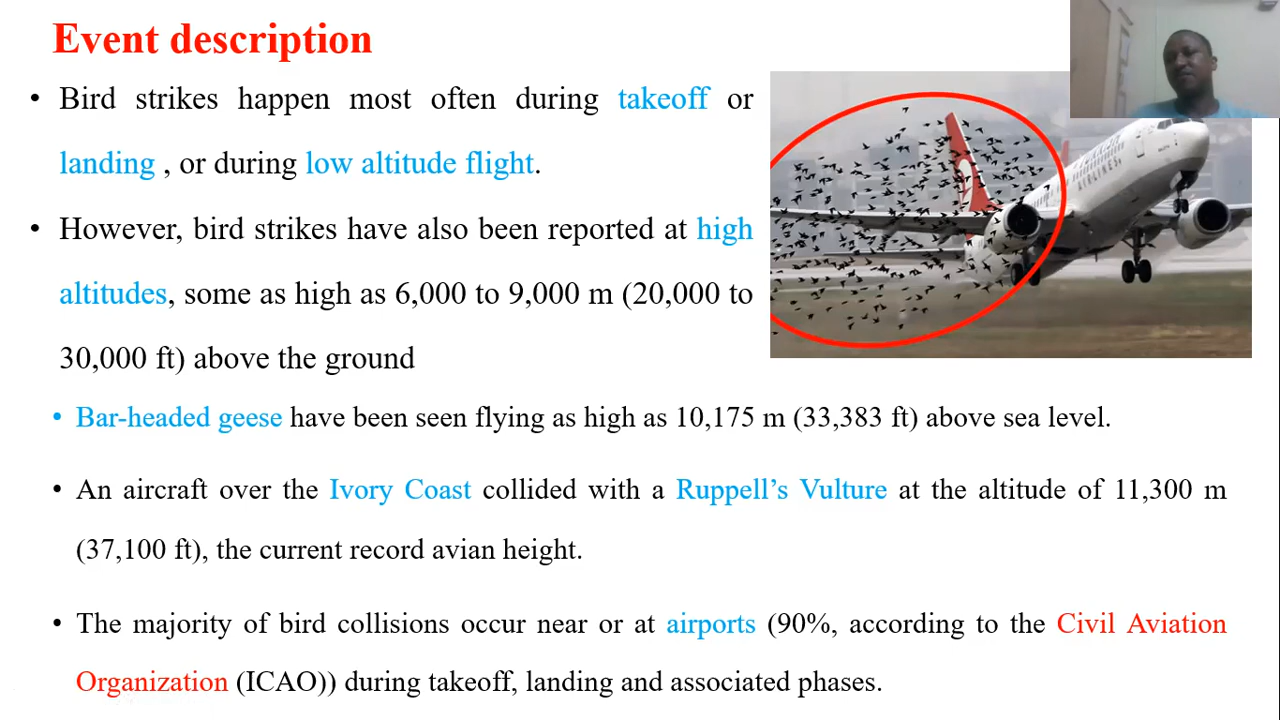 Event description
• Bird strikes happen most often during takeoff or
landing , or during low altitude flight.
• However, bird strikes have also been reported at high
altitudes, some as high as 6,000 to 9,000 m (20,000 to
30,000 ft) above the ground
• Bar-headed geese have been seen flying as high as 10,175 m (33,383 ft) above sea level.
• An aircraft over the Ivory Coast collided with a Ruppell’s Vulture at the altitude of 11,300 m
(37,100 ft), the current record avian height.
• The majority of bird collisions occur near or at airports (90%, according to the Civil Aviation
Organization (ICAO)) during takeoff, landing and associated phases.
AIRLINES